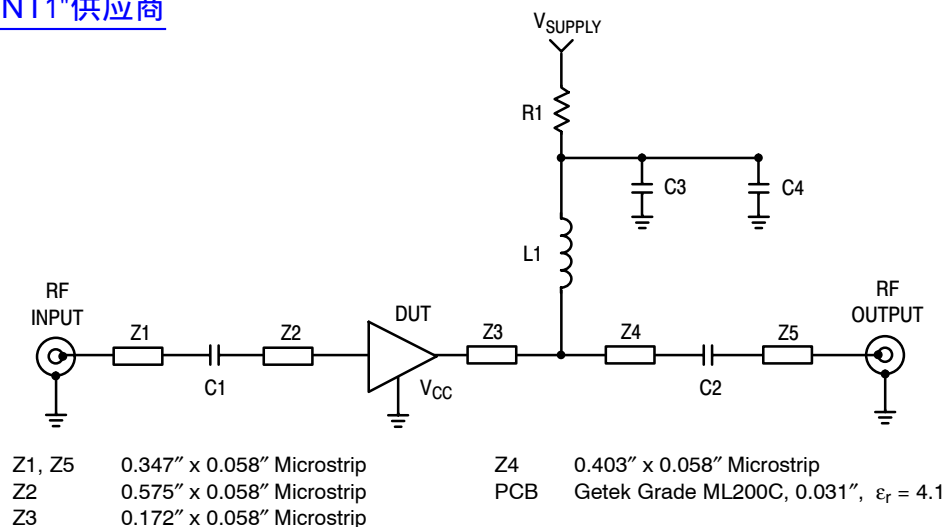 NT1"供应商
VSUPPLY
R1
C3
C4
L1
RF
INPUT
RF
OUTPUT
Z1
Z2
DUT
Z3
Z4
Z5
C1
VCC
C2
Z1, Z5 0.347″ x 0.058″ Microstrip
Z2 0.575″ x 0.058″ Microstrip
Z3 0.172″ x 0.058″ Microstrip
Z4 0.403″ x 0.058″ Microstrip
PCB Getek Grade ML200C, 0.031″, εr = 4.1